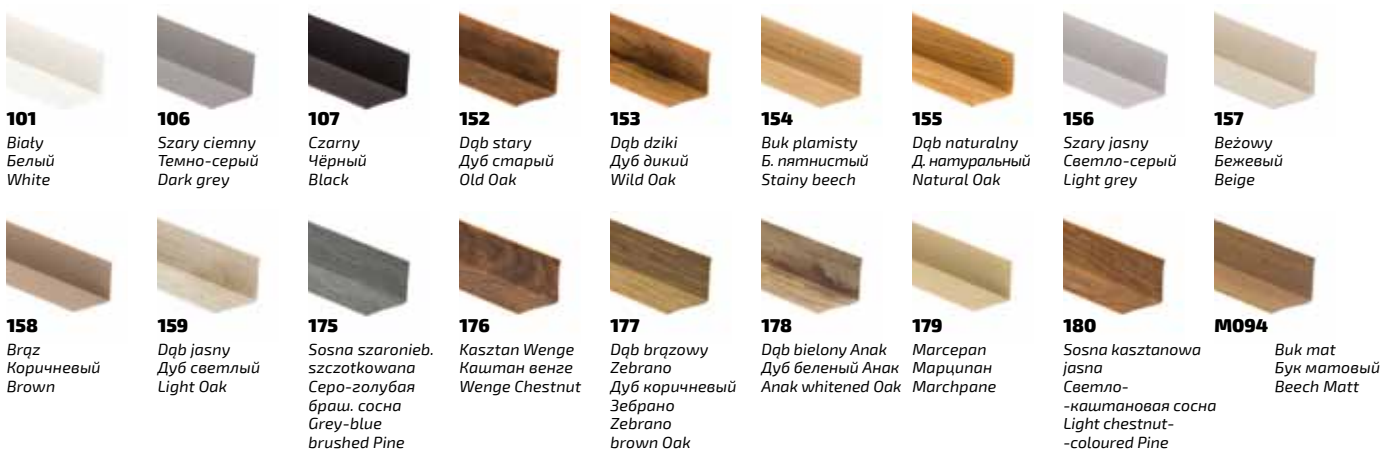 101
Biały
Белый
White
106
Szary ciemny
Темно-серый
Dark grey
107
Czarny
Чёрный
Black
152
Dąb stary
Дуб старый
Old Oak
153
Dąb dziki
Дуб дикий
Wild Oak
154
Buk plamisty
Б. пятнистый
Stainy beech
155
Dąb naturalny
Д. натуральный
Natural Oak
156
Szary jasny
Светло-серый
Light grey
157
Beżowy
Бежевый
Beige
158
Brąz
Коричневый
Brown
159
Dąb jasny
Дуб светлый
Light Oak
175
Sosna szaronieb.
szczotkowana
Серо-голубая
браш. сосна
Grey-blue
brushed Pine
176
Kasztan Wenge
Каштан венге
Wenge Chestnut
177
Dąb brązowy
Zebrano
Дуб коричневый
Зебрано
Zebrano
brown Oak
178
Dąb bielony Anak
Дуб беленый Анак
Anak whitened Oak
179
Marcepan
Марципан
Marchpane
180
Sosna kasztanowa
jasna
Светло-
-каштановая сосна
Light chestnut-
-coloured Pine
M094
Buk mat
Бук матовый
Beech Matt